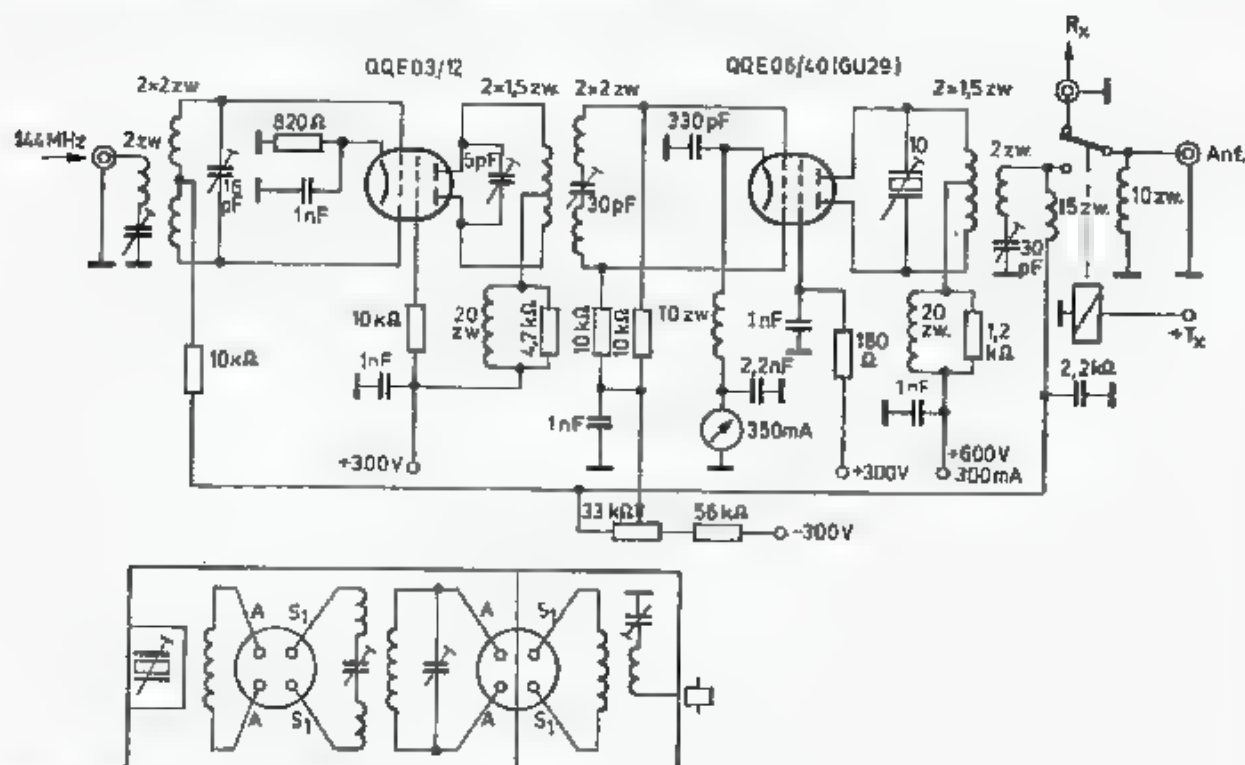 Rx
QQE03/12
QQE06/40(GU29)
2×2zw.
2×1,5zw.
2×2zw
2×1,5zw
144MHz
2zw
820Ω
16
pF
1nF
5pF
30pF
330pF
10
2zw.
Ant.
15zw.
10zw.
30
pF
10kΩ
10kΩ
20
zw
4,7kΩ
10kΩ
10kΩ
10zw.
1nF
180
Ω
20
zw.
1,2
kΩ
+Tx
1nF
2,2nF
1nF
2,2kΩ
1nF
350mA
+300V
+300V
+600V
300mA
33kΩ
56kΩ
-300V
A
S1
A
S1
A
S1
A
S1